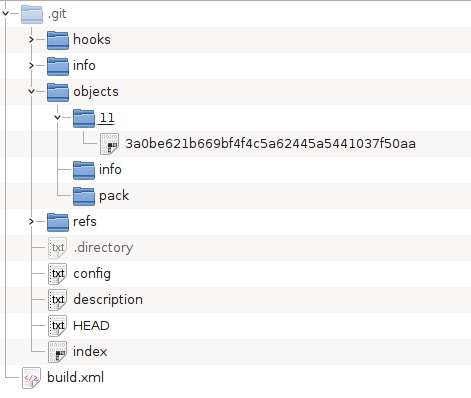 .git
hooks
info
objects
11
3a0be621b669bf4f4c5a62445a5441037f50aa
info
pack
refs
txt .directory
txt config
txt description
txt HEAD
index
</> build.xml